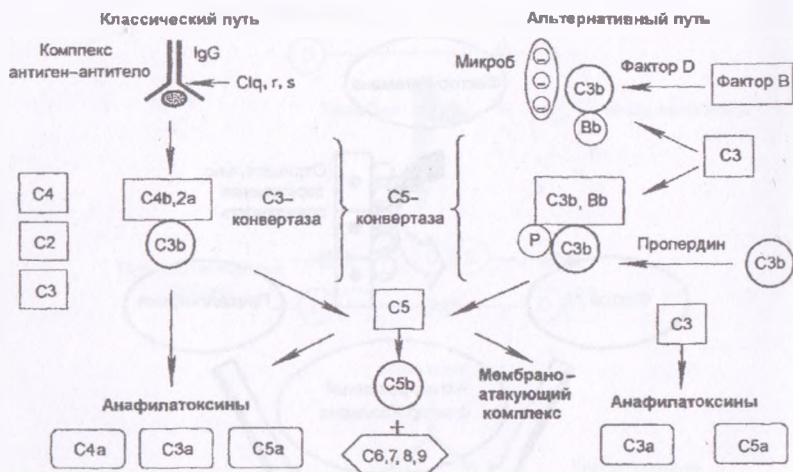 Классический путь
Альтернативный путь
Комплекс
антиген–антитело
IgG
Clq, r, s
Микроб
C3b
Bb
Фактор D
Фактор B
C3
C4
C2
C3
C4b,2a
C3b
C3–
конвертаза
C5–
конвертаза
C3b, Bb
P
C3b
Пропердин
C3b
C5
C3
C5b
+
C6,7, 8,9
Мембрано–
атакующий
комплекс
Анафилатоксины
C4a
C3a
C5a
Анафилатоксины
C3a
C5a